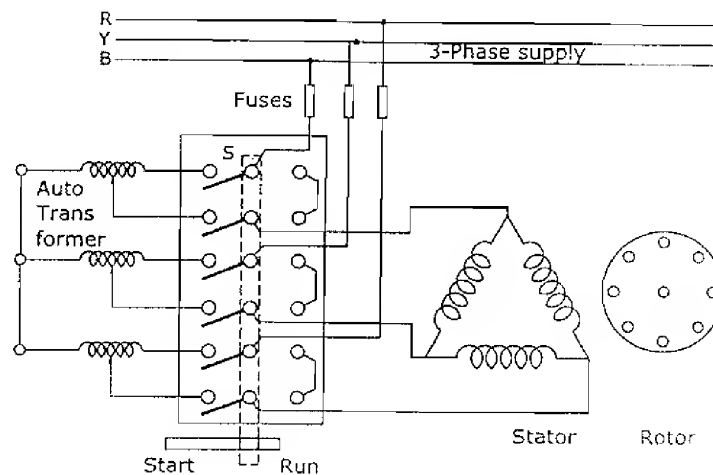 R
Y
B
3-Phase supply
Fuses
S
Auto
Trans
former
Start
Run
Stator
Rotor